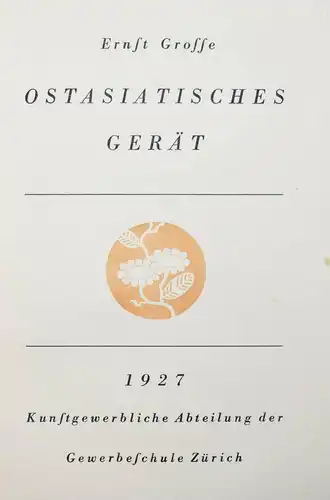 Ernſt Groſſe
OSTASIATISCHES
GERÄT
1927
Kunſtgewerbliche Abteilung der
Gewerbeſchule Zürich